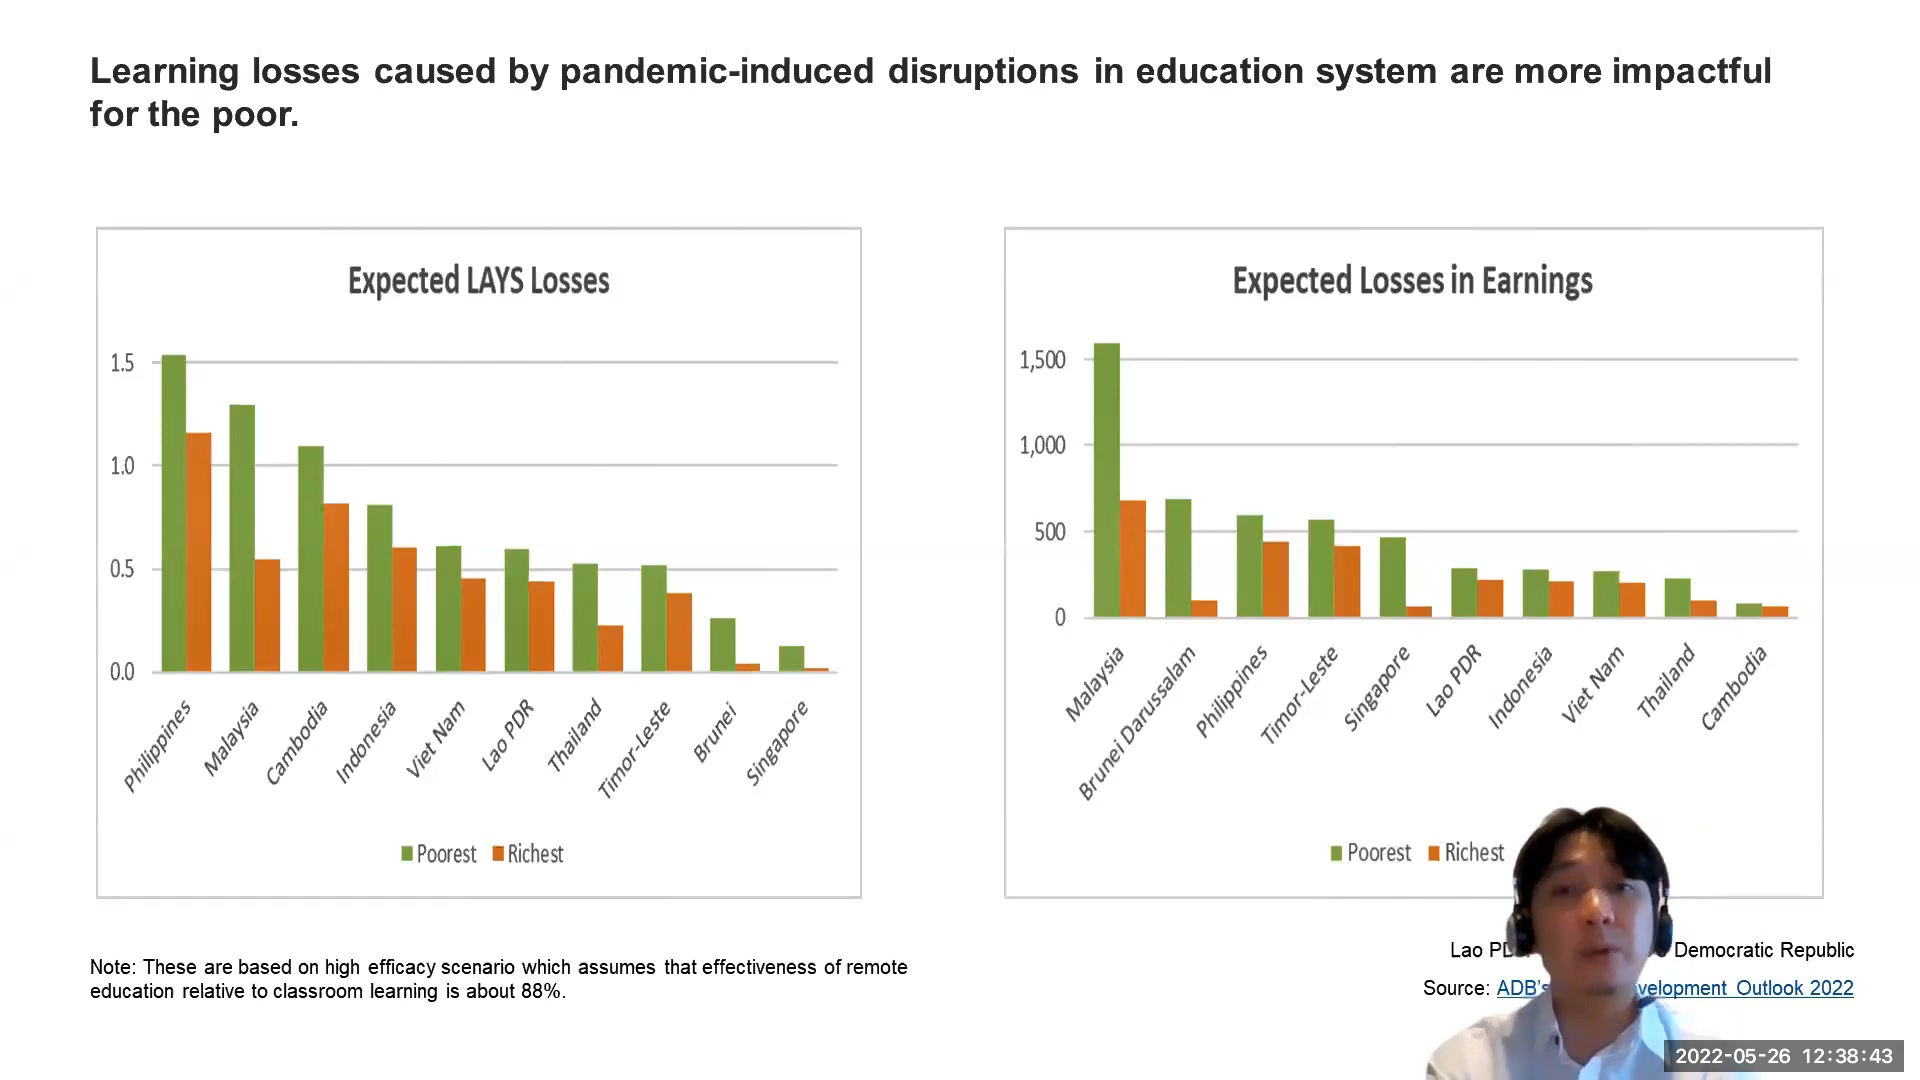 Learning losses caused by pandemic-induced disruptions in education system are more impactful
for the poor.
Expected LAYS Losses
1.5
1.0
0.5
0.0
Philippines
Malaysia
Cambodia
Indonesia
Viet Nam
Lao PDR
Thailand
Timor-Leste
Brunei
Singapore
Poorest Richest
Expected Losses in Earnings
1,500
1,000
500
0
Malaysia
Brunei Darussalam
Philippines
Timor-Leste
Singapore
Lao PDR
Indonesia
Viet Nam
Thailand
Cambodia
Poorest Richest
Note: These are based on high efficacy scenario which assumes that effectiveness of remote
education relative to classroom learning is about 88%.
Lao Democratic Republic
Source: ADB's Outlook 2022
2022-05-26 12:38:43